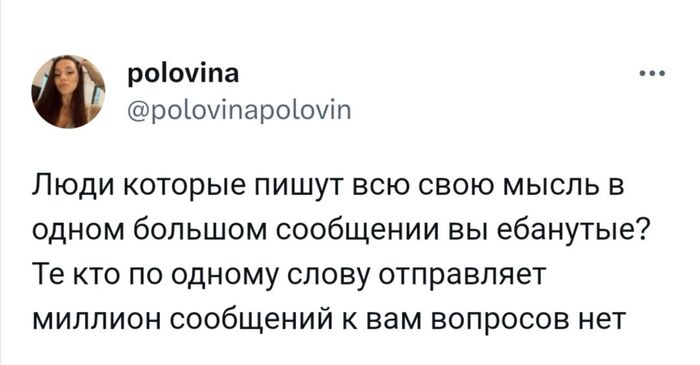 polovina
@polovinapolovin
Люди которые пишут всю свою мысль в
одном большом сообщении вы ебанутые?
Те кто по одному слову отправляет
миллион сообщений к вам вопросов нет